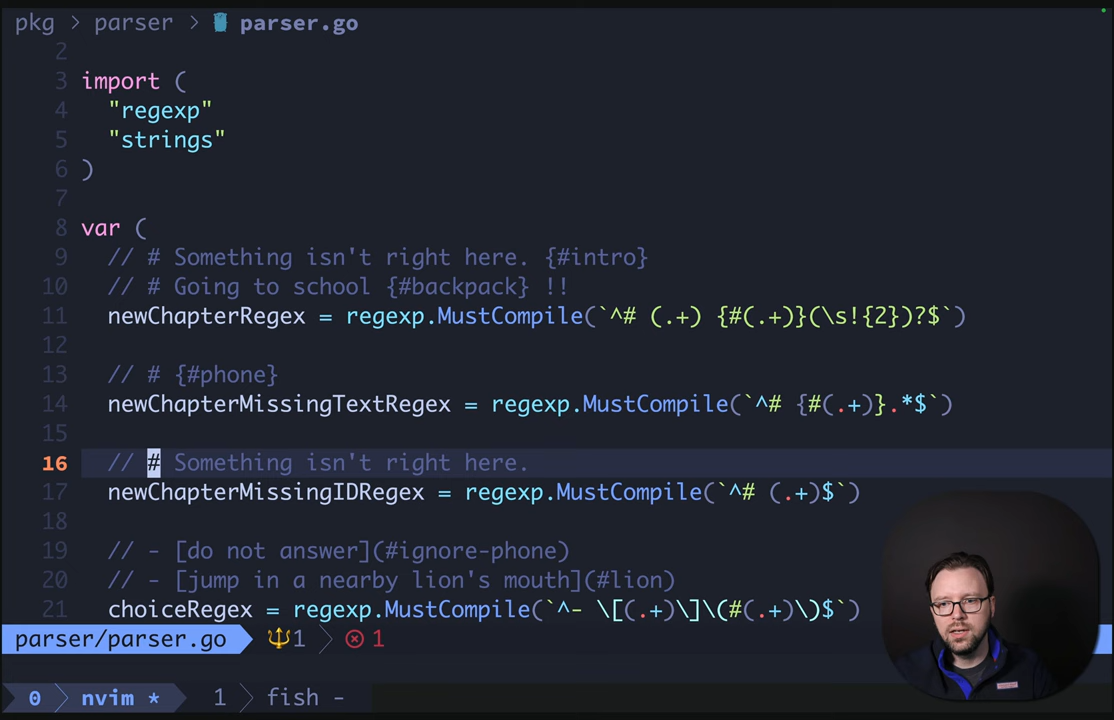 pkg > parser > parser.go
2
3 import (
4 "regexp"
5 "strings"
6 )
7
8 var (
9 // # Something isn't right here. {#intro}
10 // # Going to school {#backpack} !!
11 newChapterRegex = regexp.MustCompile(`^# (.+) {#(.+)}(\s!{2})?$`)
12
13 // # {#phone}
14 newChapterMissingTextRegex = regexp.MustCompile(`^# {#(.+)}.*$`)
15
16 // # Something isn't right here.
17 newChapterMissingIDRegex = regexp.MustCompile(`^# (.+)$`)
18
19 // - [do not answer](#ignore-phone)
20 // - [jump in a nearby lion's mouth](#lion)
21 choiceRegex = regexp.MustCompile(`^- \[(.+)\]\(#(.+)\)$`)
parser/parser.go 1 1
0 nvim * 1 fish -